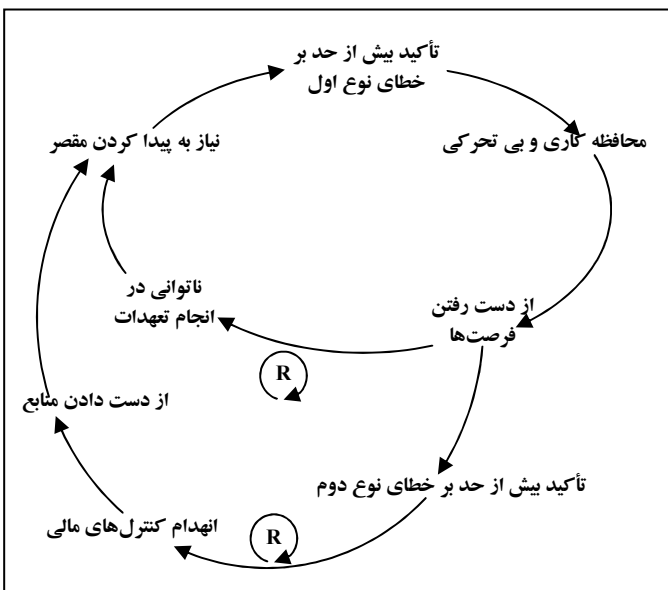 تأکید بیش از حد بر
خطای نوع اول
محافظه کاری و بی تحرکی
نیاز به پیدا کردن مقصر
از دست رفتن
فرصت‌ها
ناتوانی در
انجام تعهدات
R
از دست دادن منابع
تأکید بیش از حد بر خطای نوع دوم
انهدام کنترل‌های مالی
R